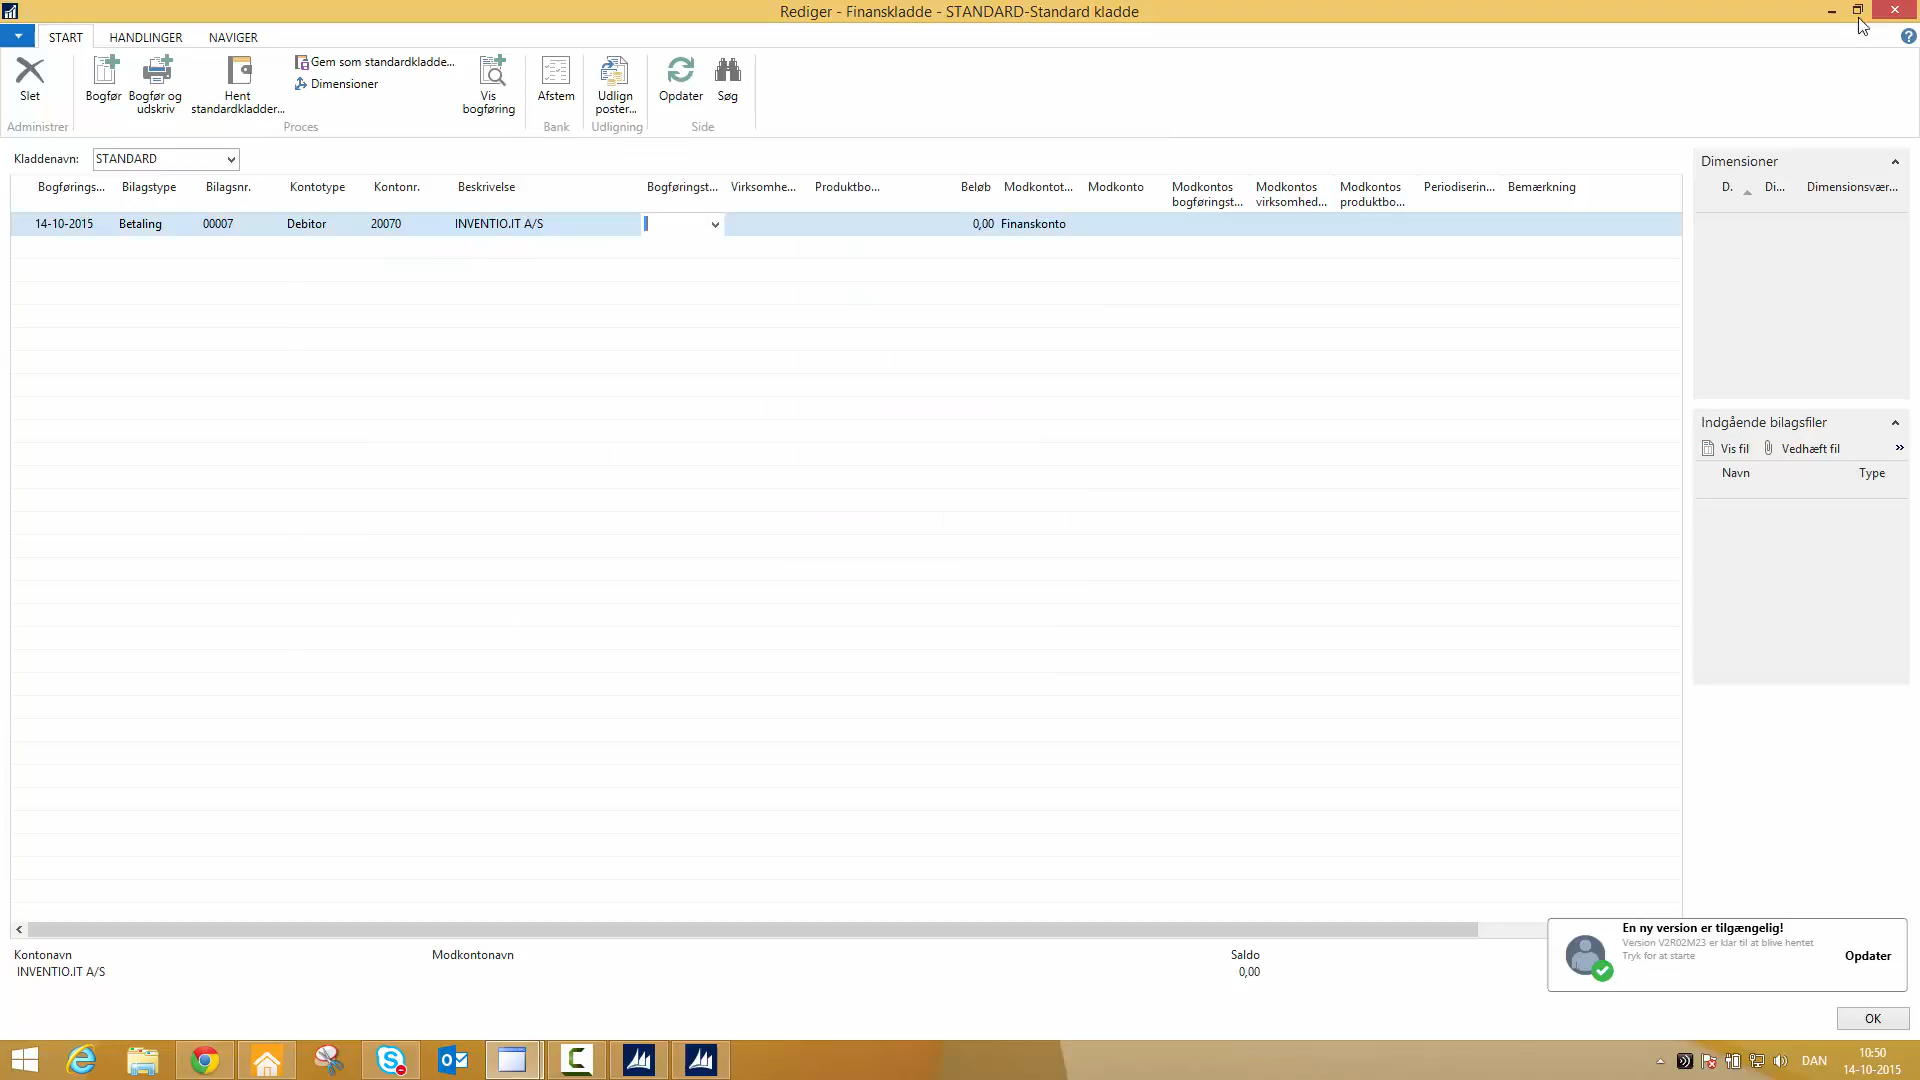 Rediger - Finanskladde - STANDARD-Standard kladde
START HANDLINGER NAVIGER
Slet
Bogfør
Bogfør og udskriv
Hent standardkladder...
Gem som standardkladde...
Dimensioner
Vis bogføring
Afstem
Udlign poster...
Opdater
Søg
Administrer Proces Bank Udligning Side
Kladdenavn: STANDARD
Bogførings... Bilagstype Bilagsnr. Kontotype Kontonr. Beskrivelse Bogføringst... Virksomhe... Produktbo... Beløb Modkontot... Modkonto Modkontos bogføringst... Modkontos virksomhed... Modkontos produktbo... Periodiserin... Bemærkning
14-10-2015 Betaling 00007 Debitor 20070 INVENTIO.IT A/S 0,00 Finanskonto
Dimensioner
D. Di... Dimensionsvær...
Indgående bilagsfiler
Vis fil Vedhæft fil »
Navn Type
Kontonavn Modkontonavn Saldo
INVENTIO.IT A/S 0,00
En ny version er tilgængelig!
Version V2R02M23 er klar til at blive hentet
Tryk for at starte
Opdater
OK
DAN
10:50
14-10-2015